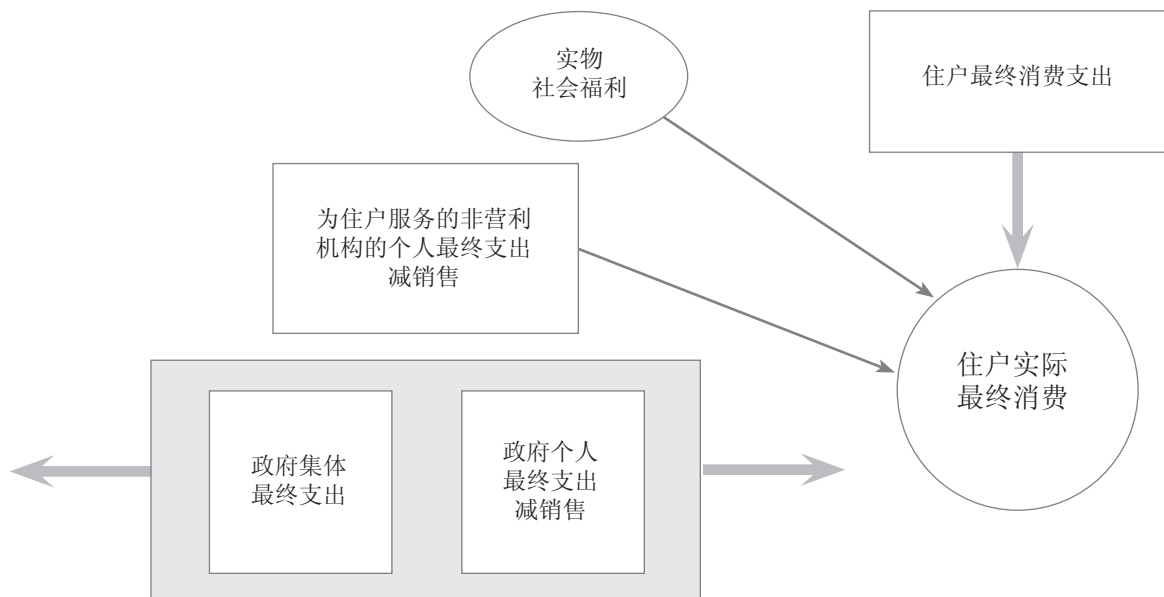 实物
社会福利
住户最终消费支出
为住户服务的非营利
机构的个人最终支出
减销售
住户实际
最终消费
政府集体
最终支出
政府个人
最终支出
减销售